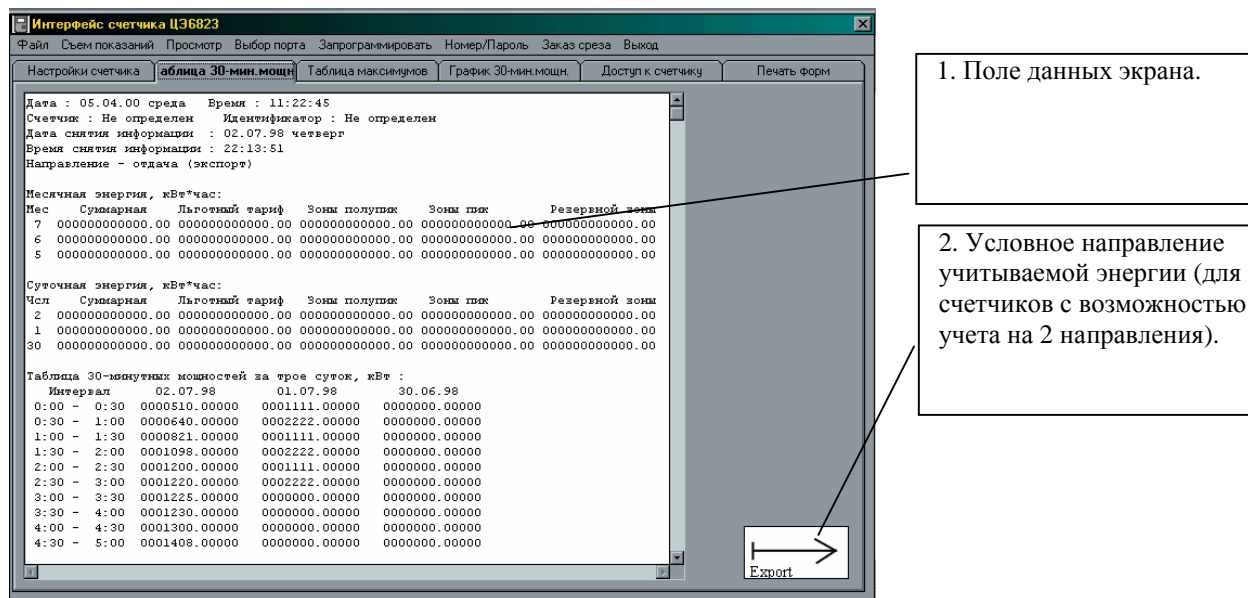 Интерфейс счетчика ЦЭ6823
Файл Съем показаний Просмотр Выбор порта Запрограммировать Номер/Пароль Заказ среза Выход
Настройки счетчика аблица 30-мин.мощн Таблица максимумов График 30-мин.мощн. Доступ к счетчику Печать форм
Дата : 05.04.00 среда Время : 11:22:45
Счетчик : Не определен Идентификатор : Не определен
Дата снятия информации : 02.07.98 четверг
Время снятия информации : 22:13:51
Направление - отдача (экспорт)
Месячная энергия, кВт*час:
Мес Суммарная Льготный тариф Зоны полупик Зоны пик Резервной зоны
7 000000000000.00 000000000000.00 000000000000.00 000000000000.00 000000000000.00
6 000000000000.00 000000000000.00 000000000000.00 000000000000.00 000000000000.00
5 000000000000.00 000000000000.00 000000000000.00 000000000000.00 000000000000.00
Суточная энергия, кВт*час:
Чсл Суммарная Льготный тариф Зоны полупик Зоны пик Резервной зоны
2 000000000000.00 000000000000.00 000000000000.00 000000000000.00 000000000000.00
1 000000000000.00 000000000000.00 000000000000.00 000000000000.00 000000000000.00
30 000000000000.00 000000000000.00 000000000000.00 000000000000.00 000000000000.00
Таблица 30-минутных мощностей за трое суток, кВт :
Интервал 02.07.98 01.07.98 30.06.98
0:00 - 0:30 0000510.00000 0001111.00000 0000000.00000
0:30 - 1:00 0000640.00000 0002222.00000 0000000.00000
1:00 - 1:30 0000821.00000 0001111.00000 0000000.00000
1:30 - 2:00 0001098.00000 0002222.00000 0000000.00000
2:00 - 2:30 0001200.00000 0001111.00000 0000000.00000
2:30 - 3:00 0001220.00000 0002222.00000 0000000.00000
3:00 - 3:30 0001225.00000 0000000.00000 0000000.00000
3:30 - 4:00 0001230.00000 0000000.00000 0000000.00000
4:00 - 4:30 0001300.00000 0000000.00000 0000000.00000
4:30 - 5:00 0001408.00000 0000000.00000 0000000.00000
Export
1. Поле данных экрана.
2. Условное направление
учитываемой энергии (для
счетчиков с возможностью
учета на 2 направления).